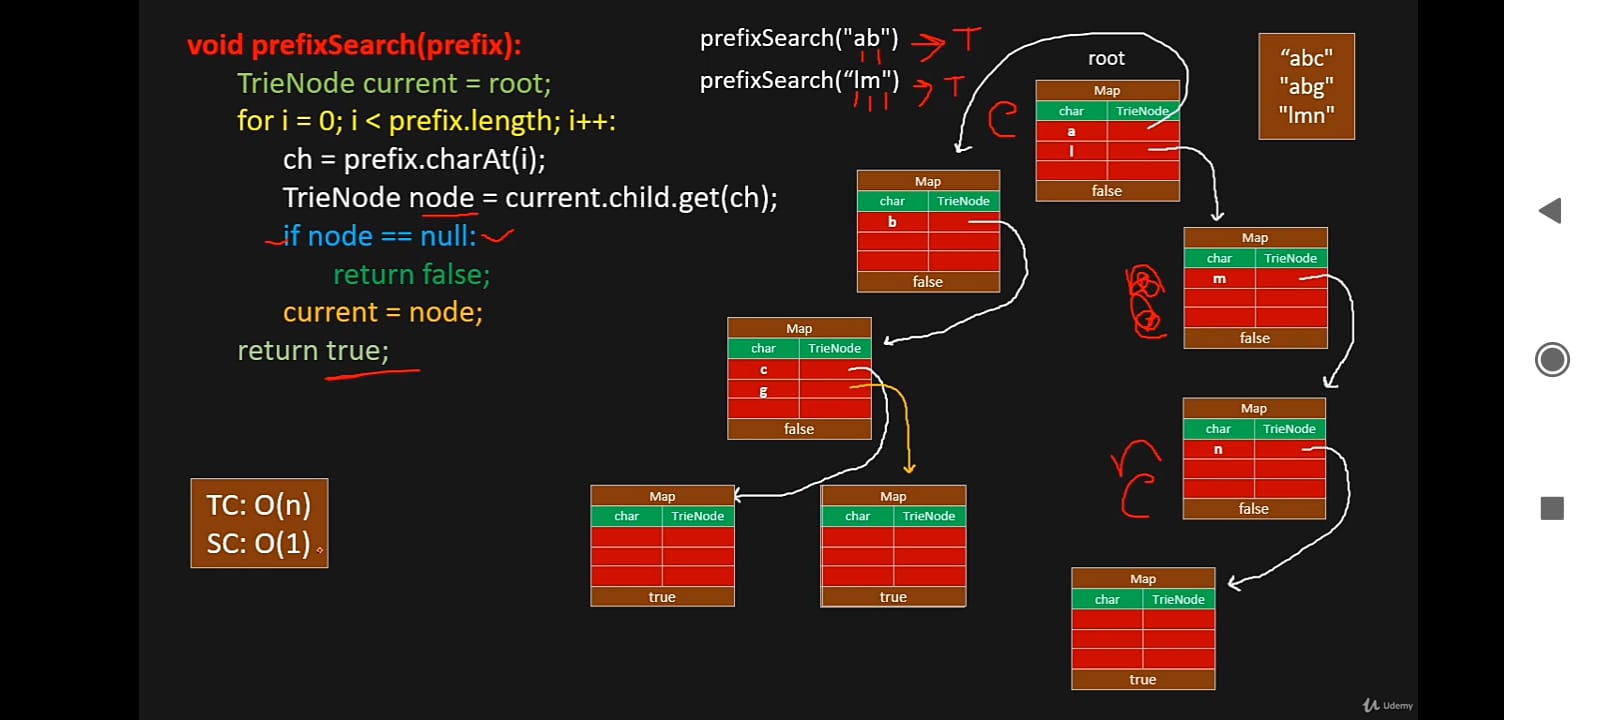 void prefixSearch(prefix):
TrieNode current = root;
for i = 0; i < prefix.length; i++:
ch = prefix.charAt(i);
TrieNode node = current.child.get(ch);
if node == null:
return false;
current = node;
return true;
TC: O(n)
SC: O(1)
prefixSearch("ab") → T
prefixSearch(“lm") → T
root
Map
char TrieNode
a
l
false
“abc"
"abg"
"lmn"
Map
char TrieNode
b
false
Map
char TrieNode
m
false
Map
char TrieNode
c
g
false
Map
char TrieNode
n
false
Map
char TrieNode
true
Map
char TrieNode
true
Map
char TrieNode
true
Udemy